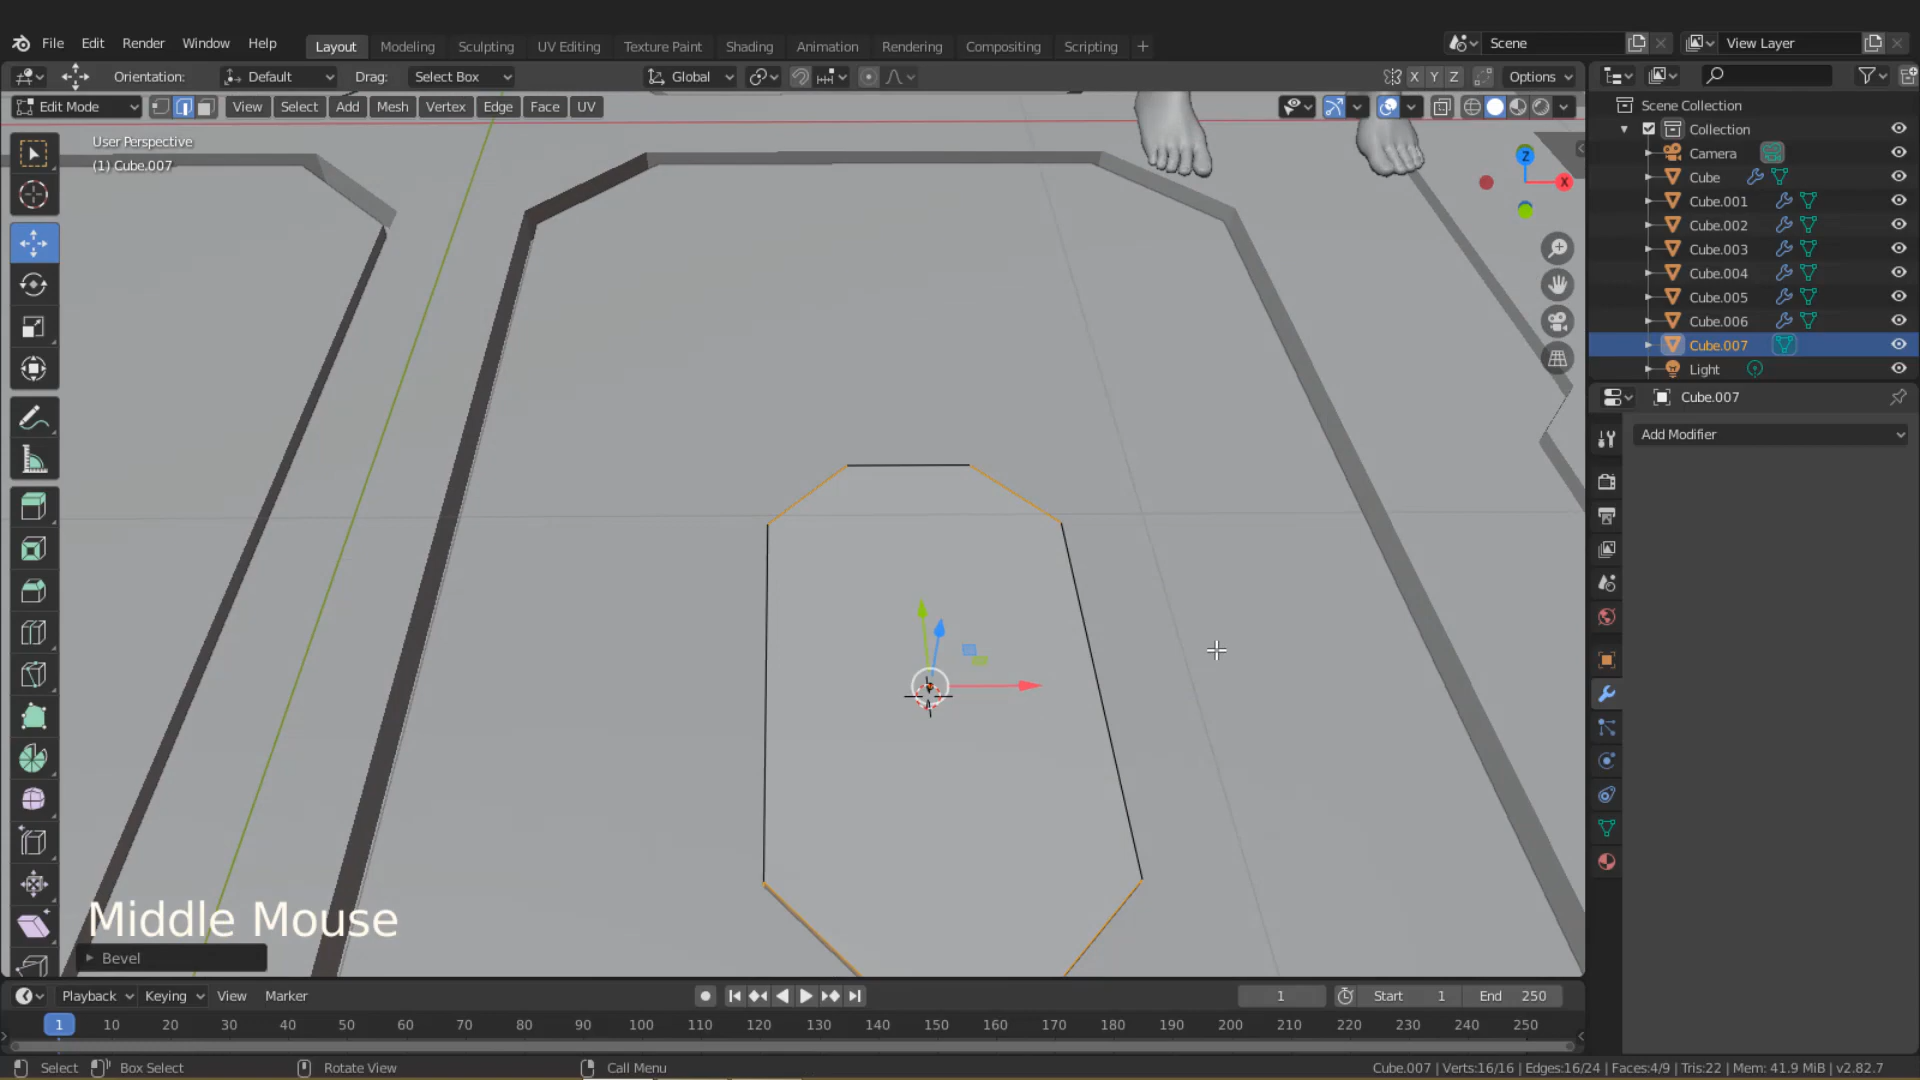 File Edit Render Window Help Layout Modeling Sculpting UV Editing Texture Paint Shading Animation Rendering Compositing Scripting + Scene View Layer
Orientation: Default Drag: Select Box Global X Y Z Options
Edit Mode View Select Add Mesh Vertex Edge Face UV
Scene Collection
Collection
Camera
Cube
Cube.001
Cube.002
Cube.003
Cube.004
Cube.005
Cube.006
Cube.007
Light
User Perspective
(1) Cube.007
Z
X
Cube.007
Add Modifier
Middle Mouse
Bevel
Playback Keying View Marker 1 Start 1 End 250
1 10 20 30 40 50 60 70 80 90 100 110 120 130 140 150 160 170 180 190 200 210 220 230 240 250
Select Box Select Rotate View Call Menu Cube.007 | Verts:16/16 | Edges:16/24 | Faces:4/9 | Tris:22 | Mem: 41.9 MiB | v2.82.7